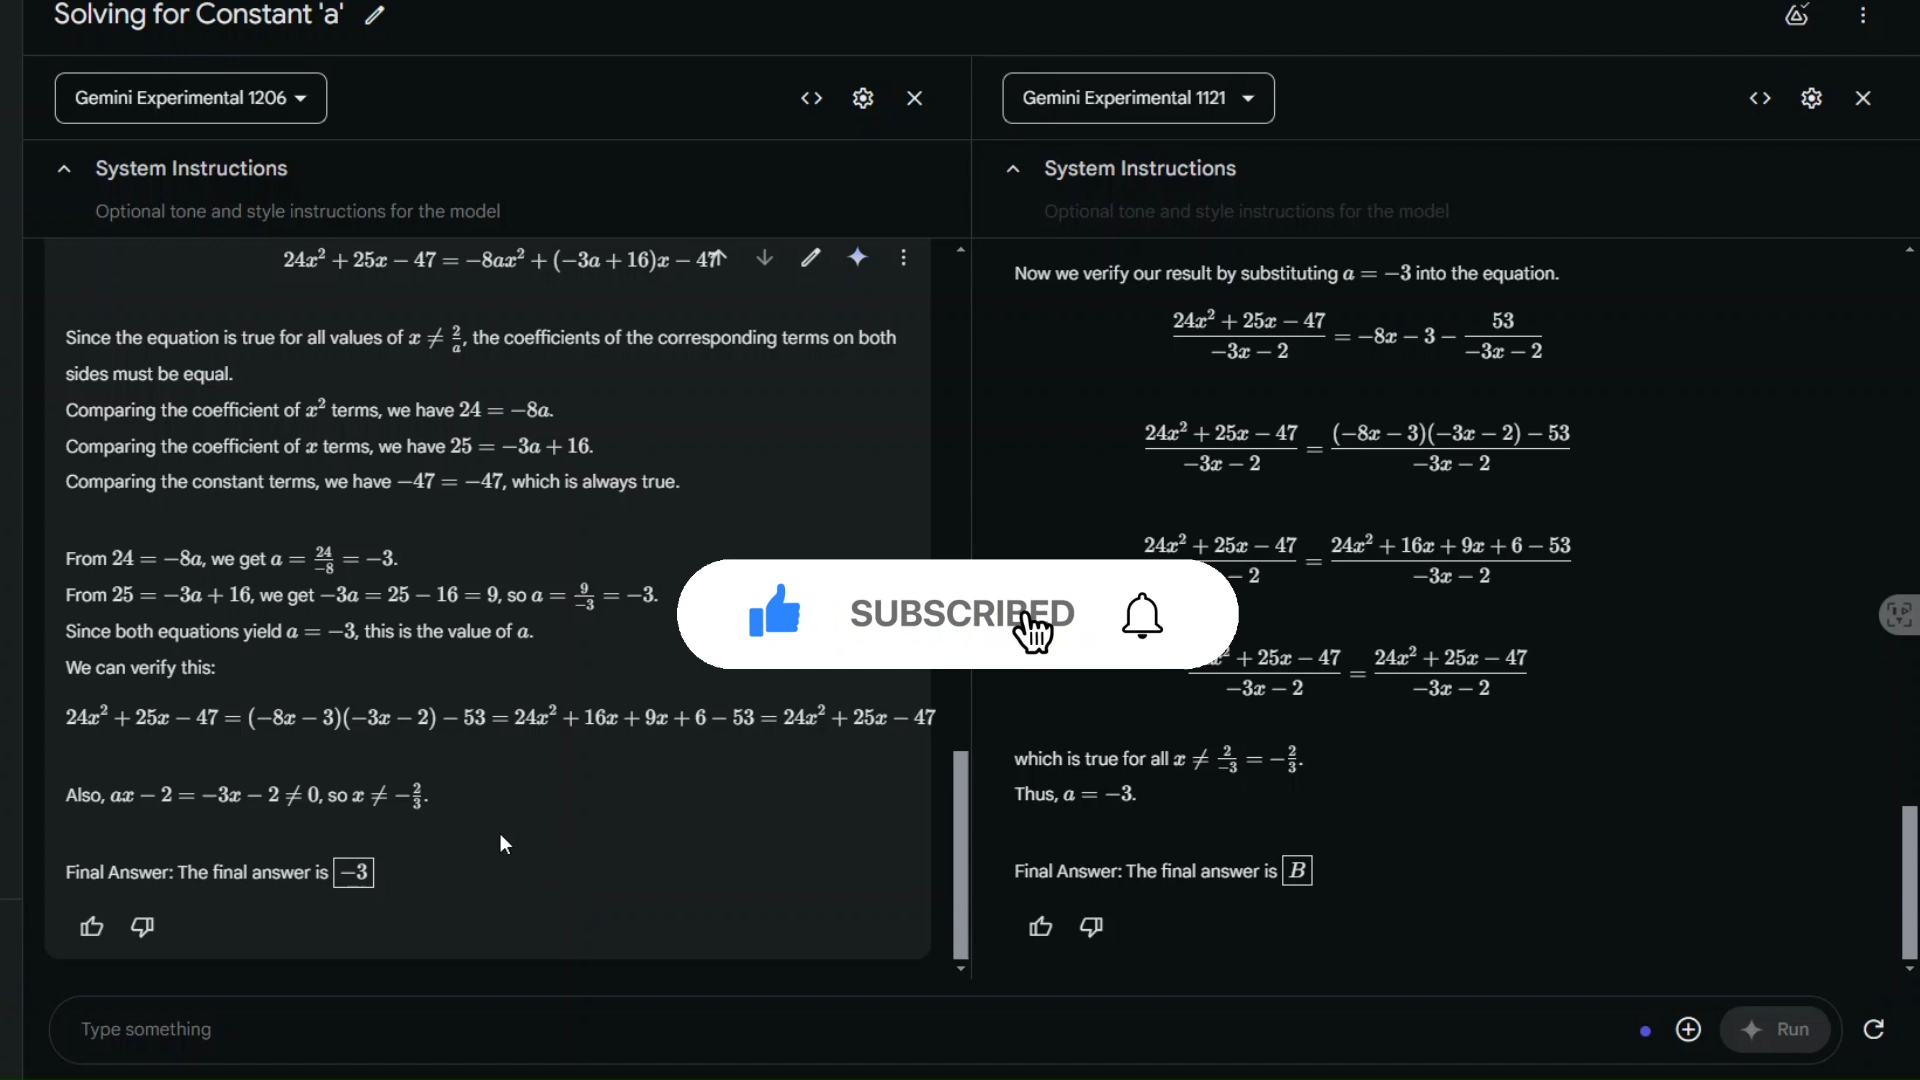 Solving for Constant 'a'
Gemini Experimental 1206
System Instructions
Optional tone and style instructions for the model
24x² + 25x − 47 = −8ax² + (−3a + 16)x − 47
Since the equation is true for all values of x ≠ 2/a, the coefficients of the corresponding terms on both
sides must be equal.
Comparing the coefficient of x² terms, we have 24 = −8a.
Comparing the coefficient of x terms, we have 25 = −3a + 16.
Comparing the constant terms, we have −47 = −47, which is always true.
From 24 = −8a, we get a = 24/−8 = −3.
From 25 = −3a + 16, we get −3a = 25 − 16 = 9, so a = 9/−3 = −3.
Since both equations yield a = −3, this is the value of a.
We can verify this:
24x² + 25x − 47 = (−8x − 3)(−3x − 2) − 53 = 24x² + 16x + 9x + 6 − 53 = 24x² + 25x − 47
Also, ax − 2 = −3x − 2 ≠ 0, so x ≠ −2/3.
Final Answer: The final answer is −3
Gemini Experimental 1121
System Instructions
Optional tone and style instructions for the model
Now we verify our result by substituting a = −3 into the equation.
(24x² + 25x − 47)/(−3x − 2) = −8x − 3 − 53/(−3x − 2)
(24x² + 25x − 47)/(−3x − 2) = ((−8x − 3)(−3x − 2) − 53)/(−3x − 2)
24x² + 25x − 47 / − 2 = (24x² + 16x + 9x + 6 − 53)/(−3x − 2)
x² + 25x − 47 / −3x − 2 = (24x² + 25x − 47)/(−3x − 2)
which is true for all x ≠ 2/−3 = −2/3.
Thus, a = −3.
Final Answer: The final answer is B
SUBSCRIBED
Type something
Run